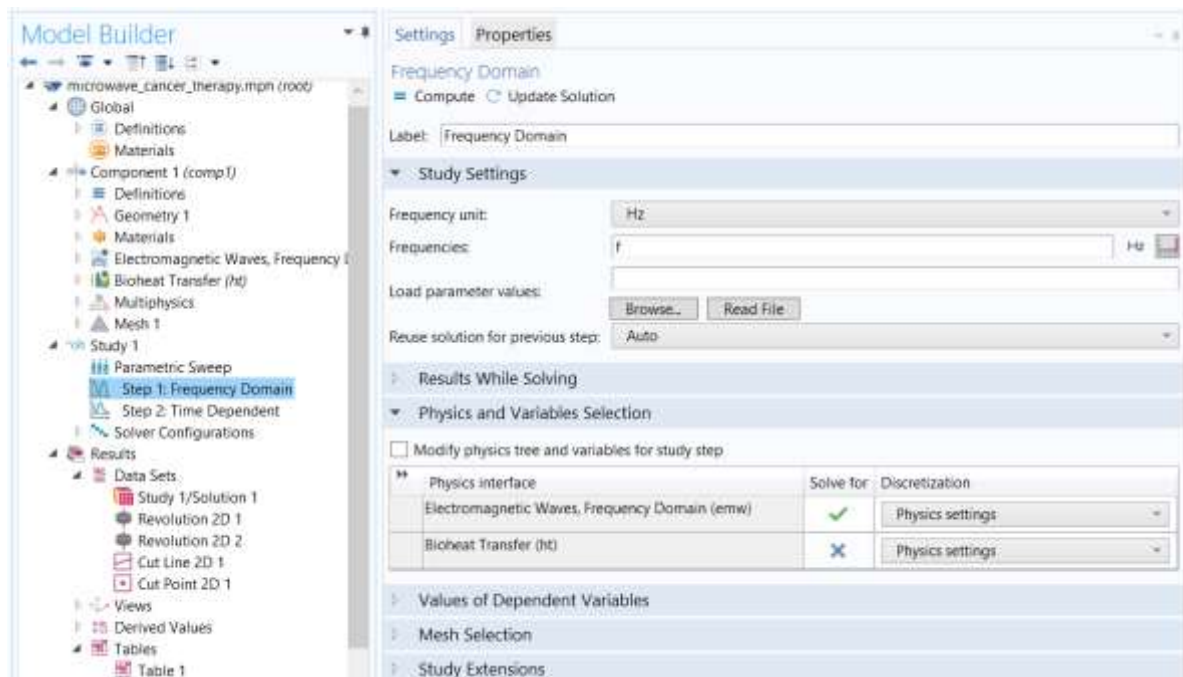 Model Builder
microwave_cancer_therapy.mph (root)
Global
Definitions
Materials
Component 1 (comp1)
Definitions
Geometry 1
Materials
Electromagnetic Waves, Frequency
Bioheat Transfer (ht)
Multiphysics
Mesh 1
Study 1
Parametric Sweep
Step 1: Frequency Domain
Step 2: Time Dependent
Solver Configurations
Results
Data Sets
Study 1/Solution 1
Revolution 2D 1
Revolution 2D 2
Cut Line 2D 1
Cut Point 2D 1
Views
Derived Values
Tables
Table 1
Settings Properties
Frequency Domain
= Compute Update Solution
Label: Frequency Domain
Study Settings
Frequency unit: Hz
Frequencies: f Hz
Load parameter values:
Browse... Read File
Reuse solution for previous step: Auto
Results While Solving
Physics and Variables Selection
Modify physics tree and variables for study step
Physics interface Solve for Discretization
Electromagnetic Waves, Frequency Domain (emw) Physics settings
Bioheat Transfer (ht) Physics settings
Values of Dependent Variables
Mesh Selection
Study Extensions